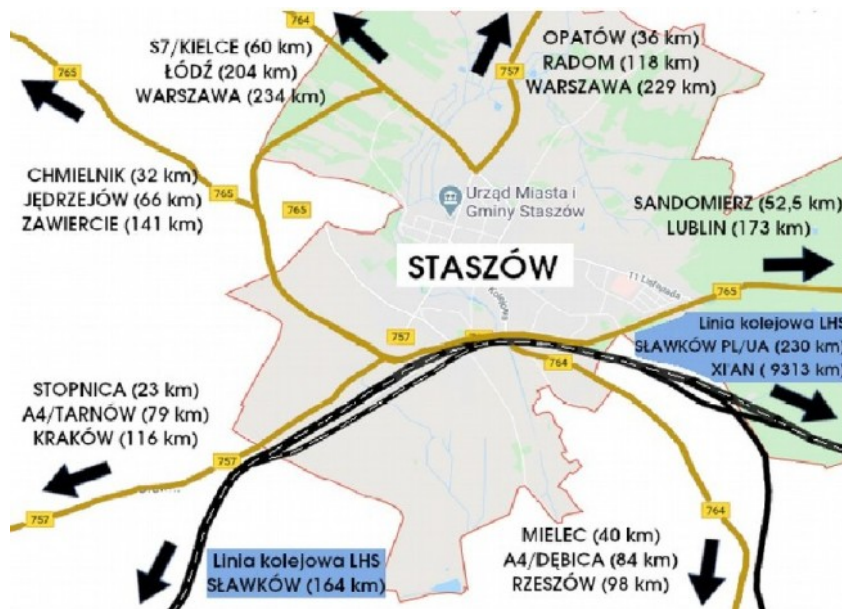 764
S7/KIELCE (60 km)
ŁÓDŹ (204 km)
WARSZAWA (234 km)
757
OPATÓW (36 km)
RADOM (118 km)
WARSZAWA (229 km)
765
CHMIELNIK (32 km)
JĘDRZEJÓW (66 km)
ZAWIERCIE (141 km)
765
765
Urząd Miasta i
Gminy Staszów
SANDOMIERZ (52,5 km)
LUBLIN (173 km)
STASZÓW
11 Listopada
Kolejowa
765
757
764
Linia kolejowa LHS
SŁAWKÓW PL/UA (230 km)
XI'AN ( 9313 km)
STOPNICA (23 km)
A4/TARNÓW (79 km)
KRAKÓW (116 km)
757
757
764
Linia kolejowa LHS
SŁAWKÓW (164 km)
MIELEC (40 km)
A4/DĘBICA (84 km)
RZESZÓW (98 km)